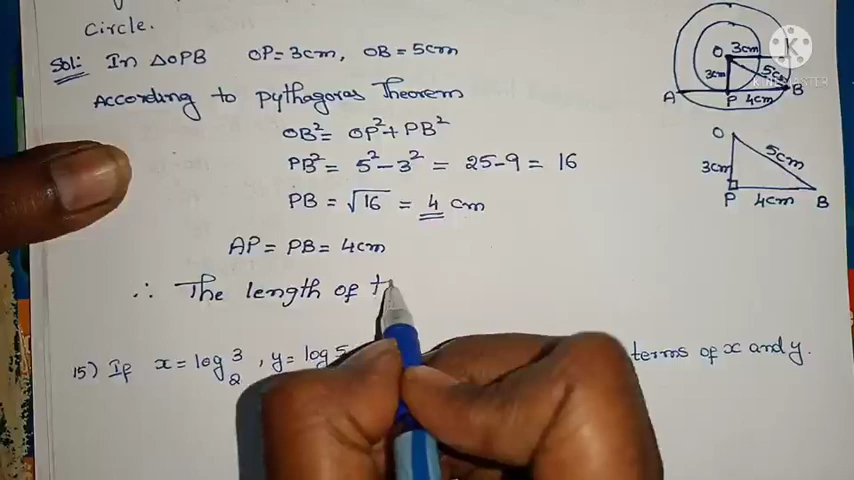 circle.
Sol:- In △OPB OP=3cm, OB=5cm
According to pythagoras Theorem
OB²= OP²+PB²
PB²= 5²-3² = 25-9 = 16
PB = √16 = 4 cm
AP= PB= 4cm
∴ The length of t
15) If x=log₂3, y=log 5 terms of x and y.
O 3cm
3cm 5cm
A P 4cm B
K
KINEMASTER
O
3cm 5cm
P 4cm B